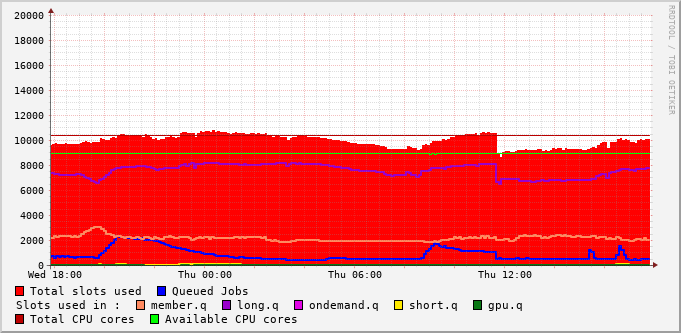 20000
18000
16000
14000
12000
10000
8000
6000
4000
2000
0
Wed 18:00 Thu 00:00 Thu 06:00 Thu 12:00
Total slots used Queued Jobs
Slots used in : member.q long.q ondemand.q short.q gpu.q
Total CPU cores Available CPU cores
RRDTOOL / TOBI OETIKER